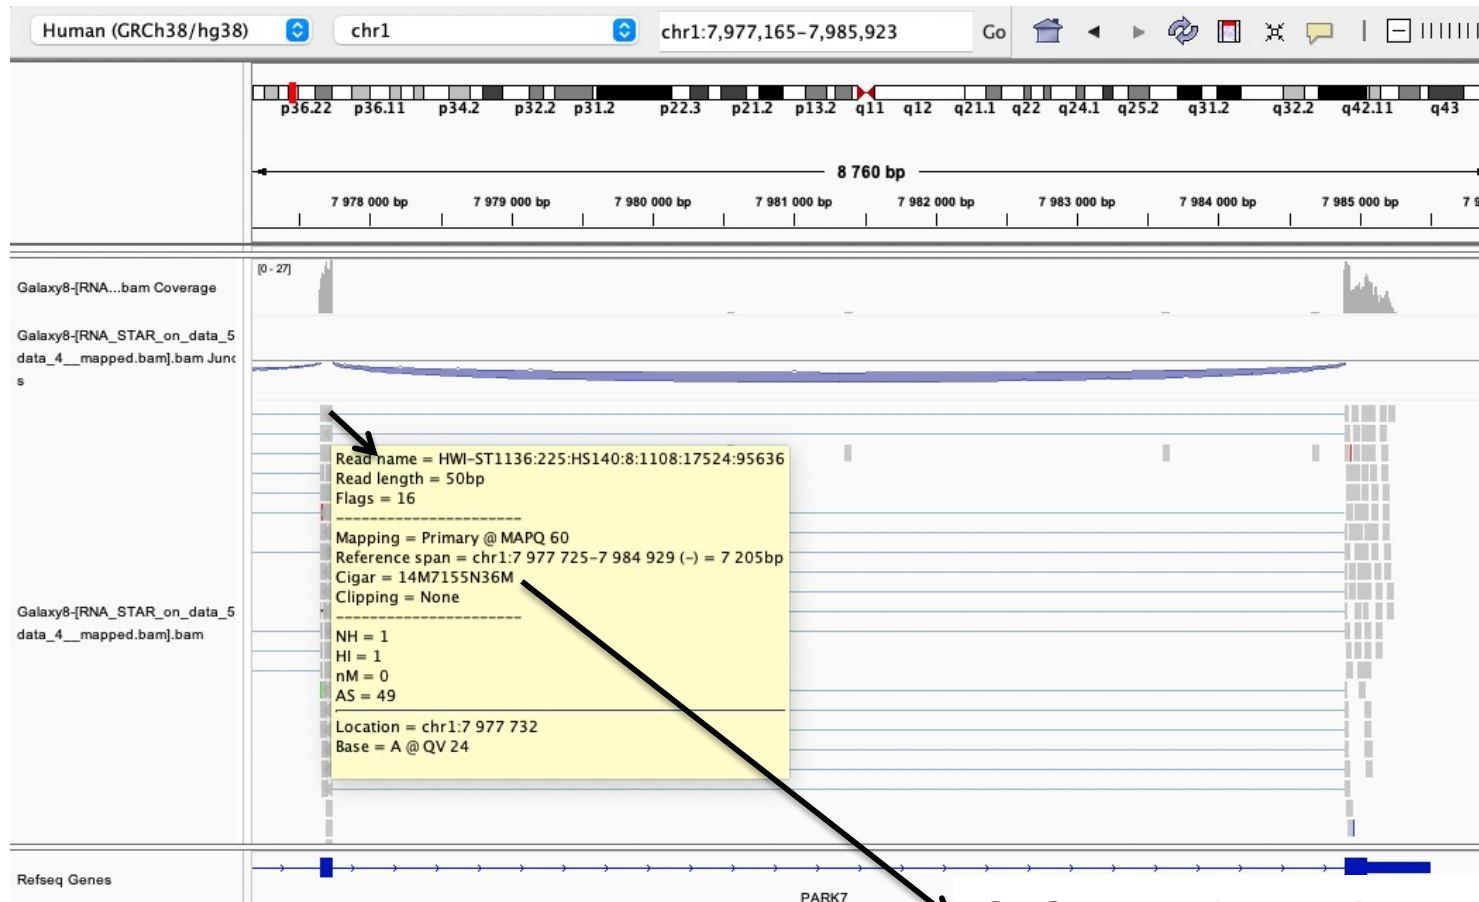 Human (GRCh38/hg38) chr1 chr1:7,977,165–7,985,923 Go
p36.22 p36.11 p34.2 p32.2 p31.2 p22.3 p21.2 p13.2 q11 q12 q21.1 q22 q24.1 q25.2 q31.2 q32.2 q42.11 q43
8 760 bp
7 978 000 bp 7 979 000 bp 7 980 000 bp 7 981 000 bp 7 982 000 bp 7 983 000 bp 7 984 000 bp 7 985 000 bp 7 9
[0 - 27]
Galaxy8-[RNA...bam Coverage
Galaxy8-[RNA_STAR_on_data_5
data_4__mapped.bam].bam Junc
s
Read name = HWI-ST1136:225:HS140:8:1108:17524:95636
Read length = 50bp
Flags = 16
----------------------
Mapping = Primary @ MAPQ 60
Reference span = chr1:7 977 725-7 984 929 (-) = 7 205bp
Cigar = 14M7155N36M
Clipping = None
----------------------
NH = 1
HI = 1
nM = 0
AS = 49
Location = chr1:7 977 732
Base = A @ QV 24
Galaxy8-[RNA_STAR_on_data_5
data_4__mapped.bam].bam
Refseq Genes
PARK7